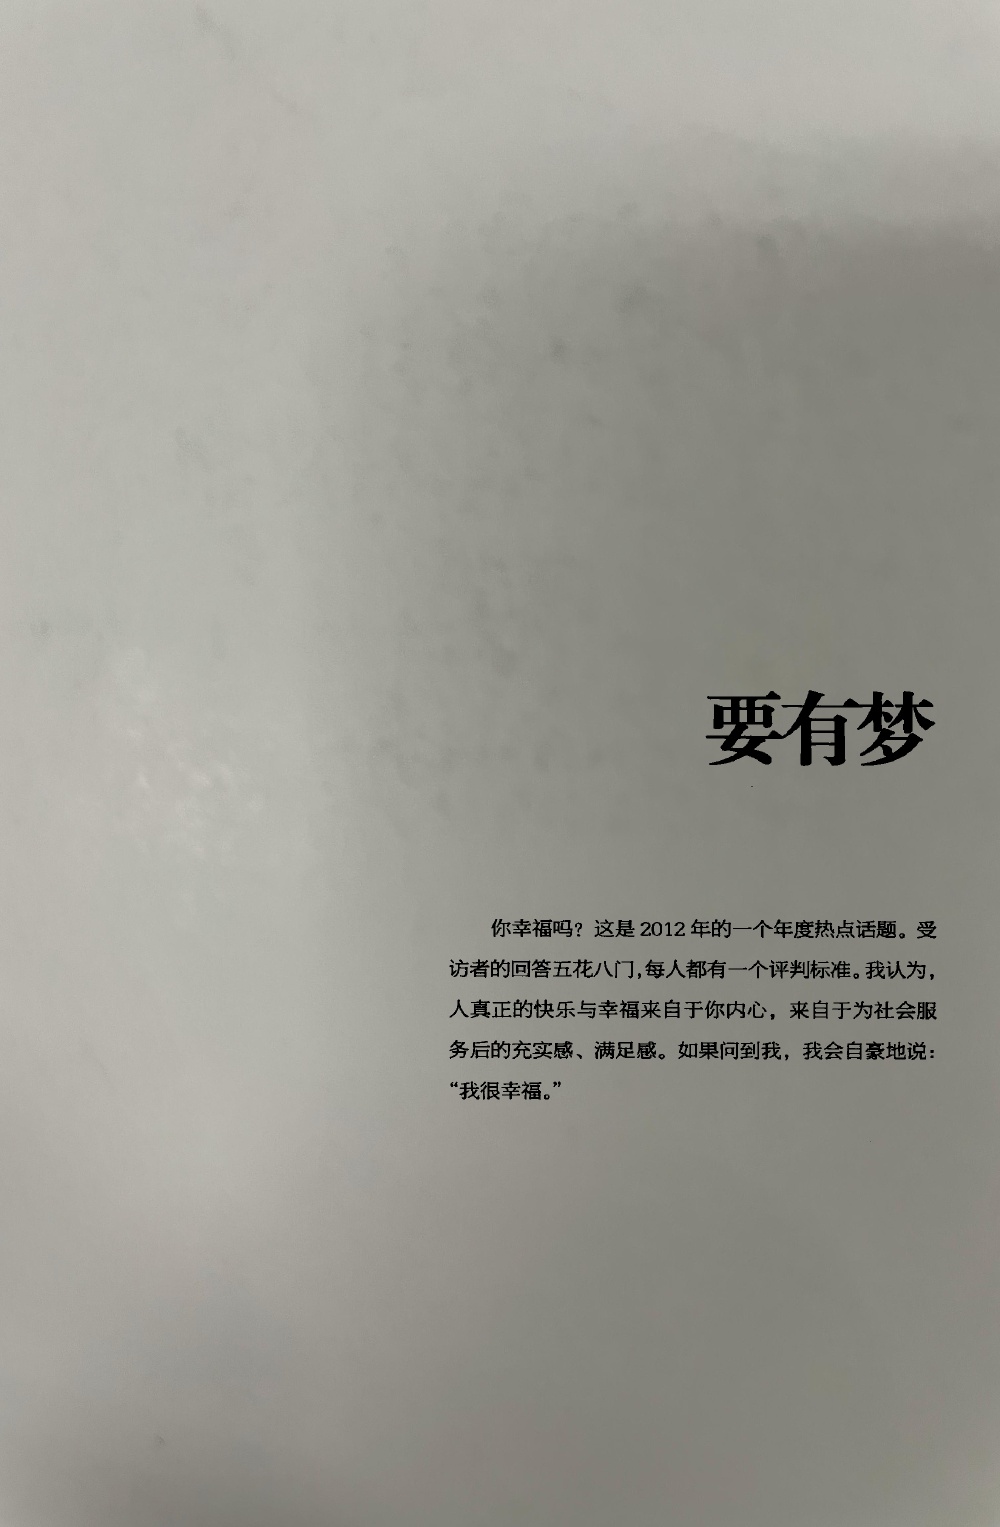 要有梦
你幸福吗？这是2012年的一个年度热点话题。受
访者的回答五花八门，每人都有一个评判标准。我认为，
人真正的快乐与幸福来自于你内心，来自于为社会服
务后的充实感、满足感。如果问到我，我会自豪地说：
“我很幸福。”